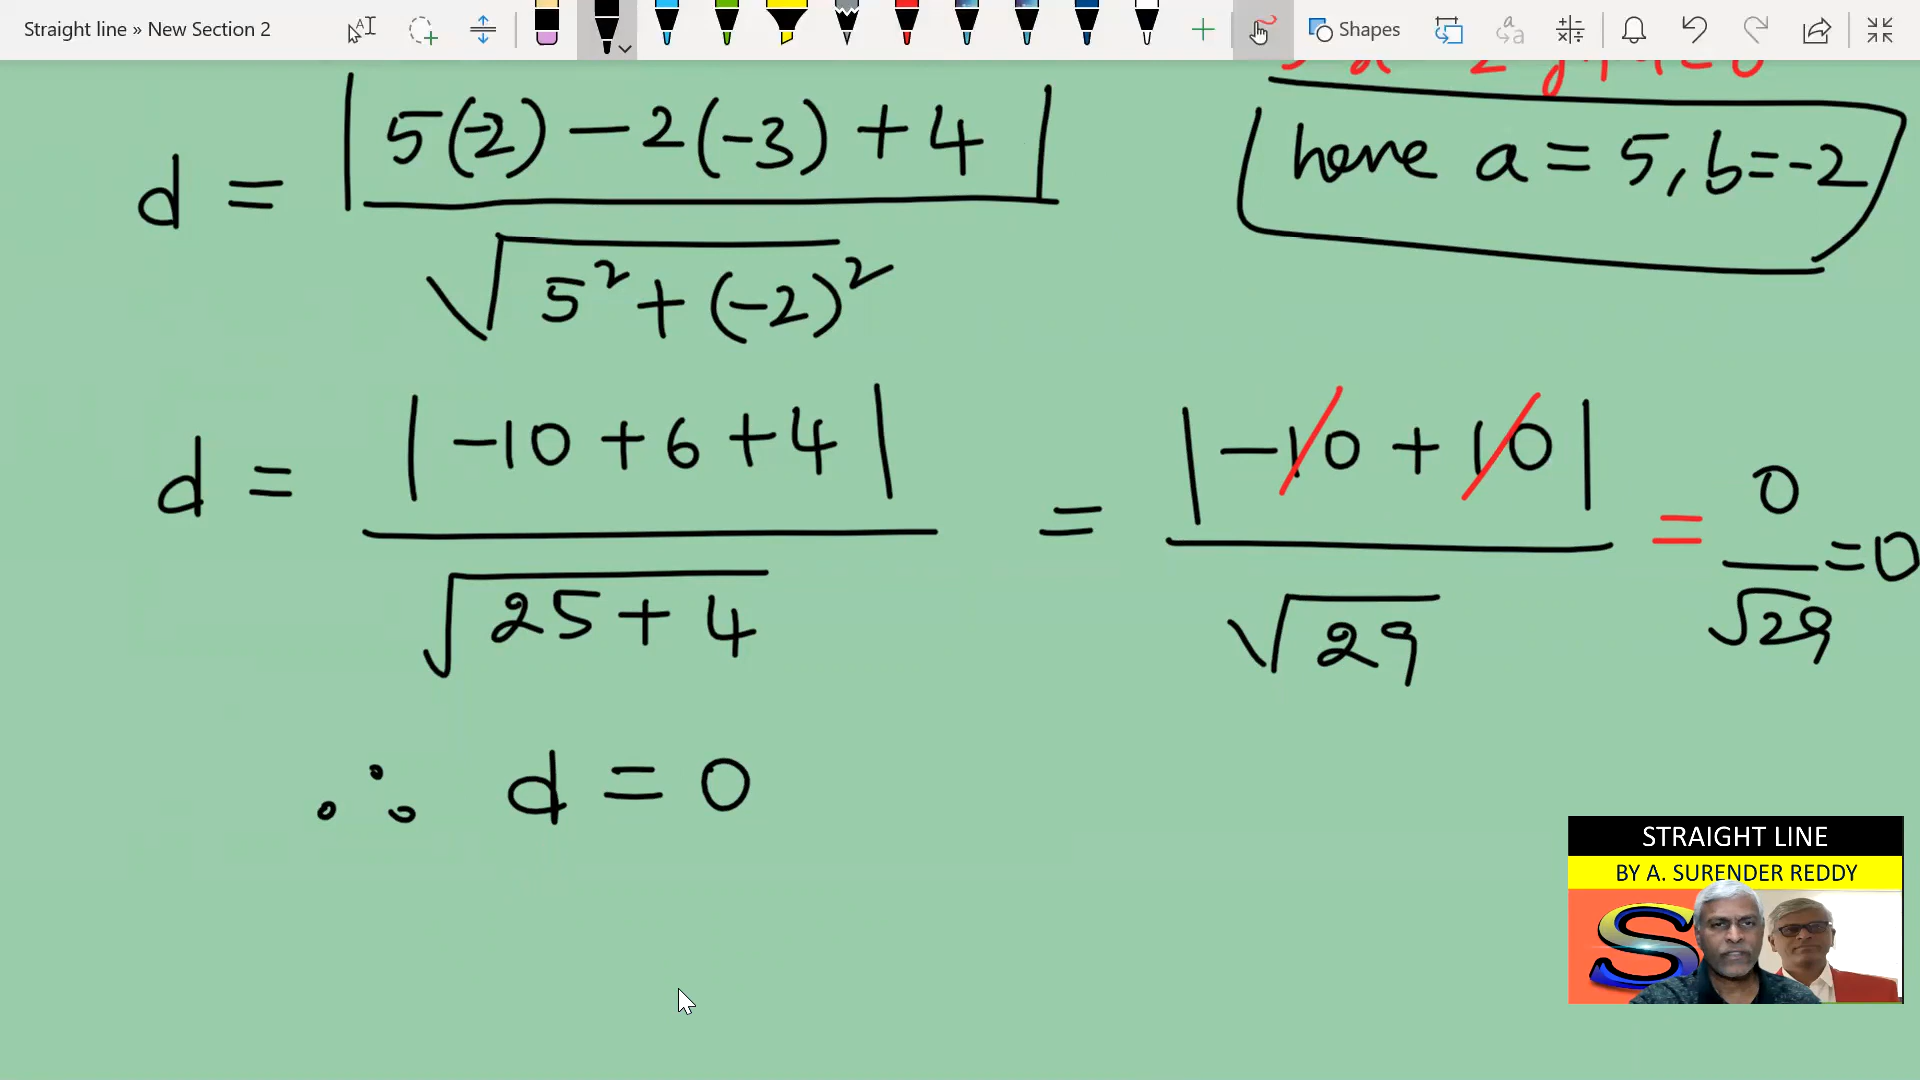 Straight line » New Section 2
Shapes
d = |5(-2) - 2(-3) + 4| / √5² + (-2)²
here a = 5, b = -2
d = |-10 + 6 + 4| / √25 + 4 = |-10 + 10| / √29 = 0 / √29 = 0
∴ d = 0
STRAIGHT LINE
BY A. SURENDER REDDY
S